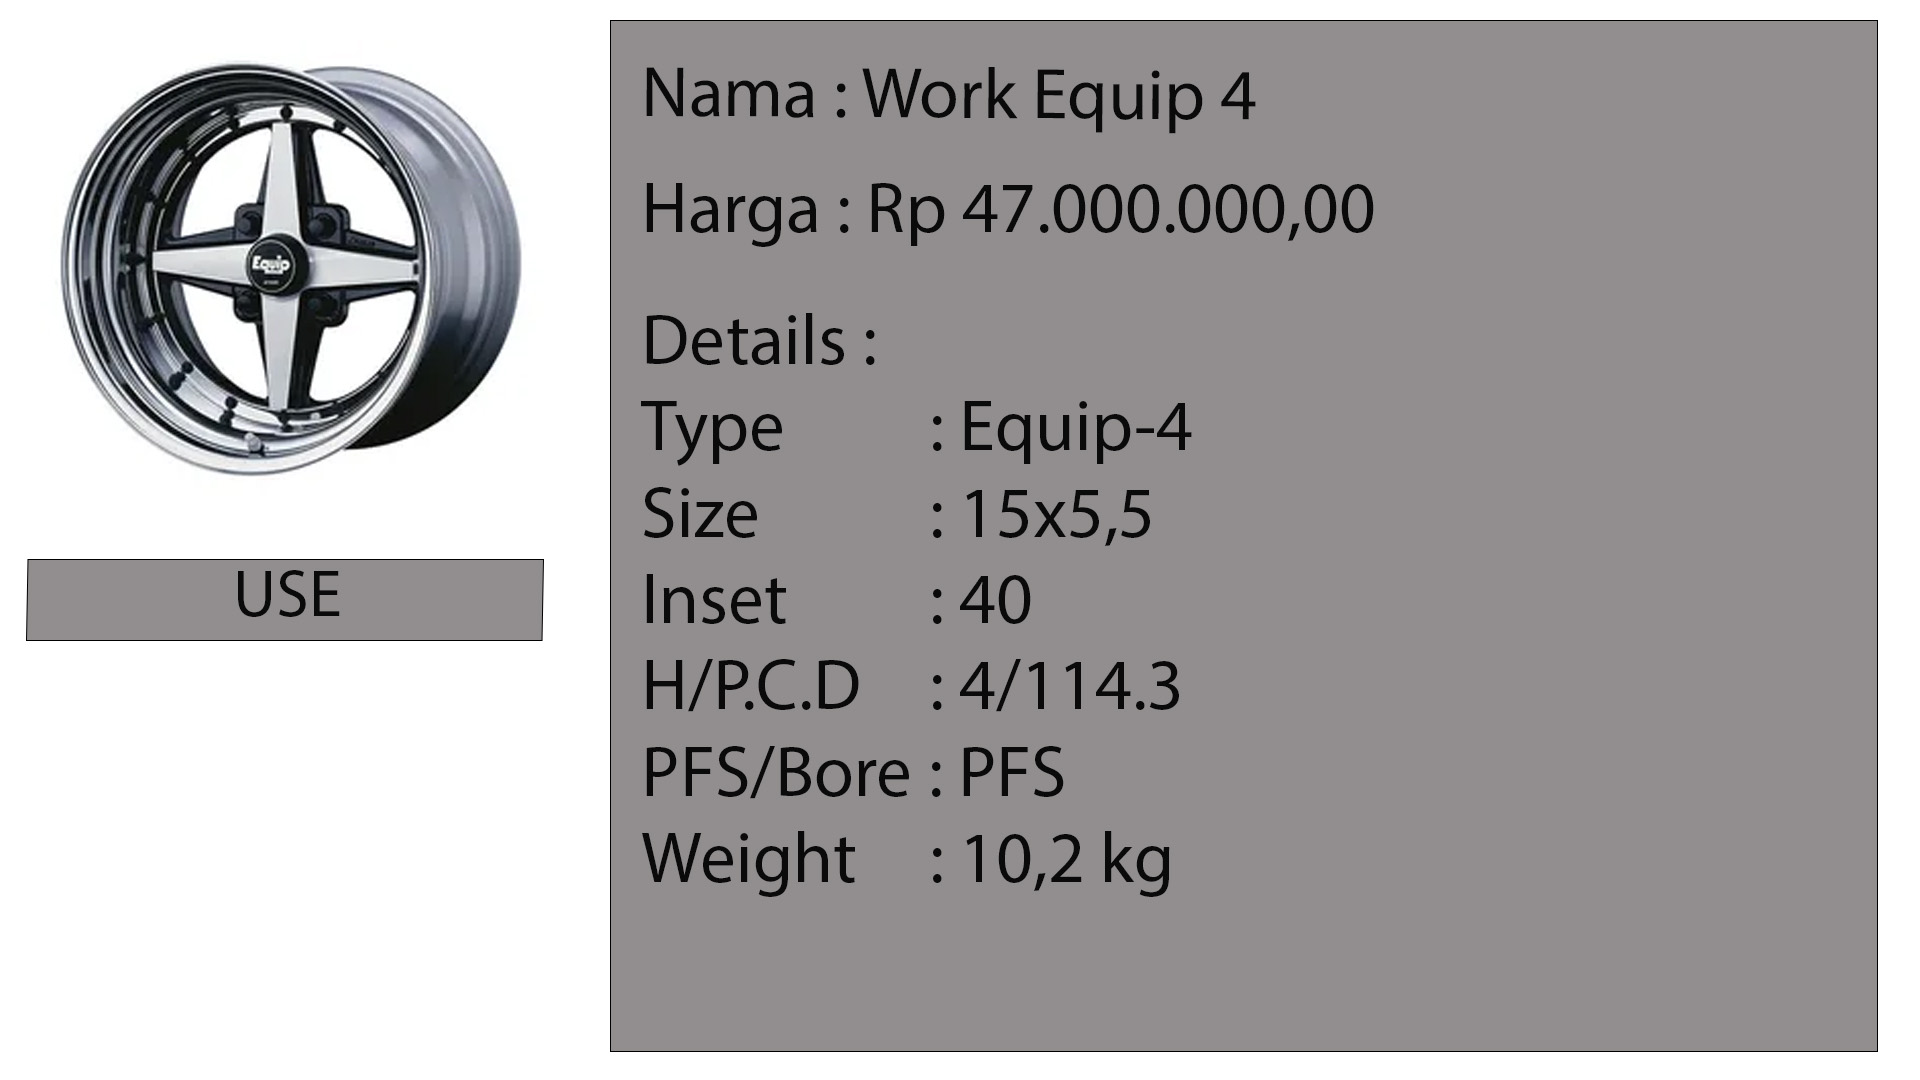 Equip
USE
Nama : Work Equip 4
Harga : Rp 47.000.000,00
Details :
Type : Equip-4
Size : 15x5,5
Inset : 40
H/P.C.D : 4/114.3
PFS/Bore : PFS
Weight : 10,2 kg